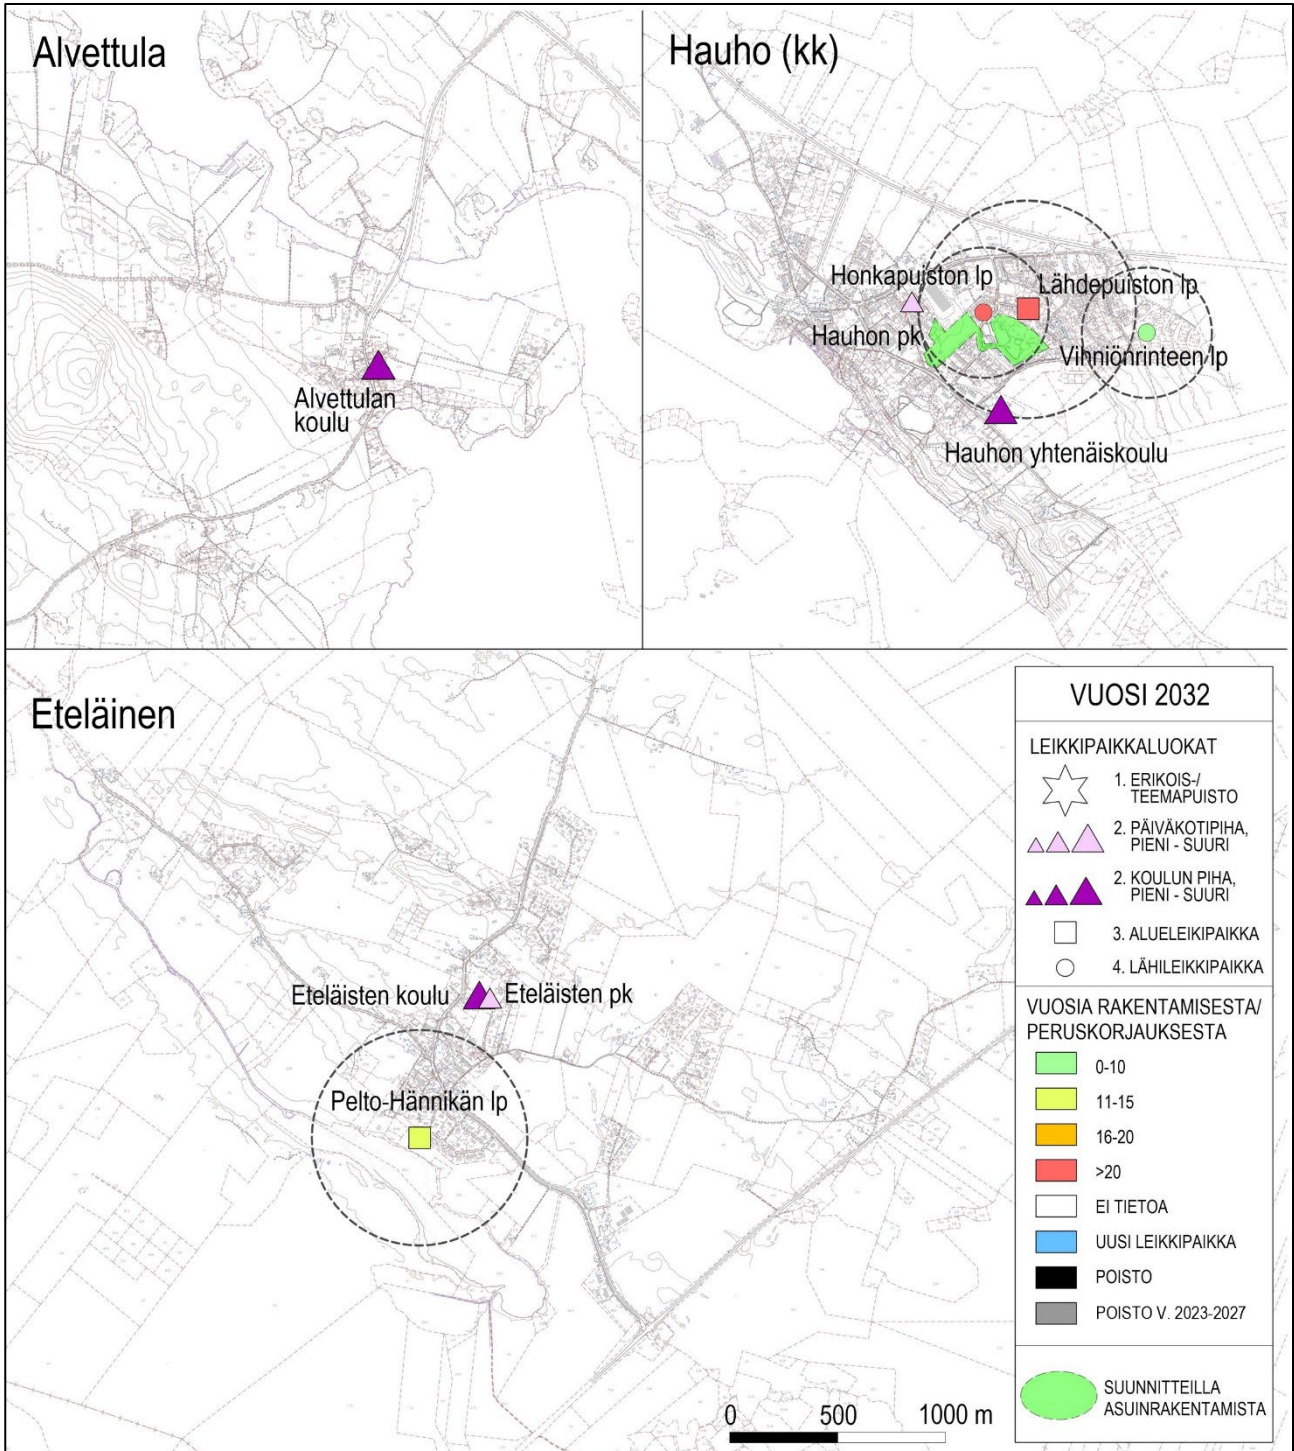 Alvettula
Alvettulan
koulu
Hauho (kk)
Honkapuiston lp
Lähdepuiston lp
Hauhon pk
Vihniönrinteen lp
Hauhon yhtenäiskoulu
Eteläinen
Eteläisten koulu
Eteläisten pk
Pelto-Hännikän lp
0 500 1000 m
VUOSI 2032
LEIKKIPAIKKALUOKAT
1. ERIKOIS-/
TEEMAPUISTO
2. PÄIVÄKOTIPIHA,
PIENI - SUURI
2. KOULUN PIHA,
PIENI - SUURI
3. ALUELEIKIPAIKKA
4. LÄHILEIKKIPAIKKA
VUOSIA RAKENTAMISESTA/
PERUSKORJAUKSESTA
0-10
11-15
16-20
>20
EI TIETOA
UUSI LEIKKIPAIKKA
POISTO
POISTO V. 2023-2027
SUUNNITTEILLA
ASUINRAKENTAMISTA